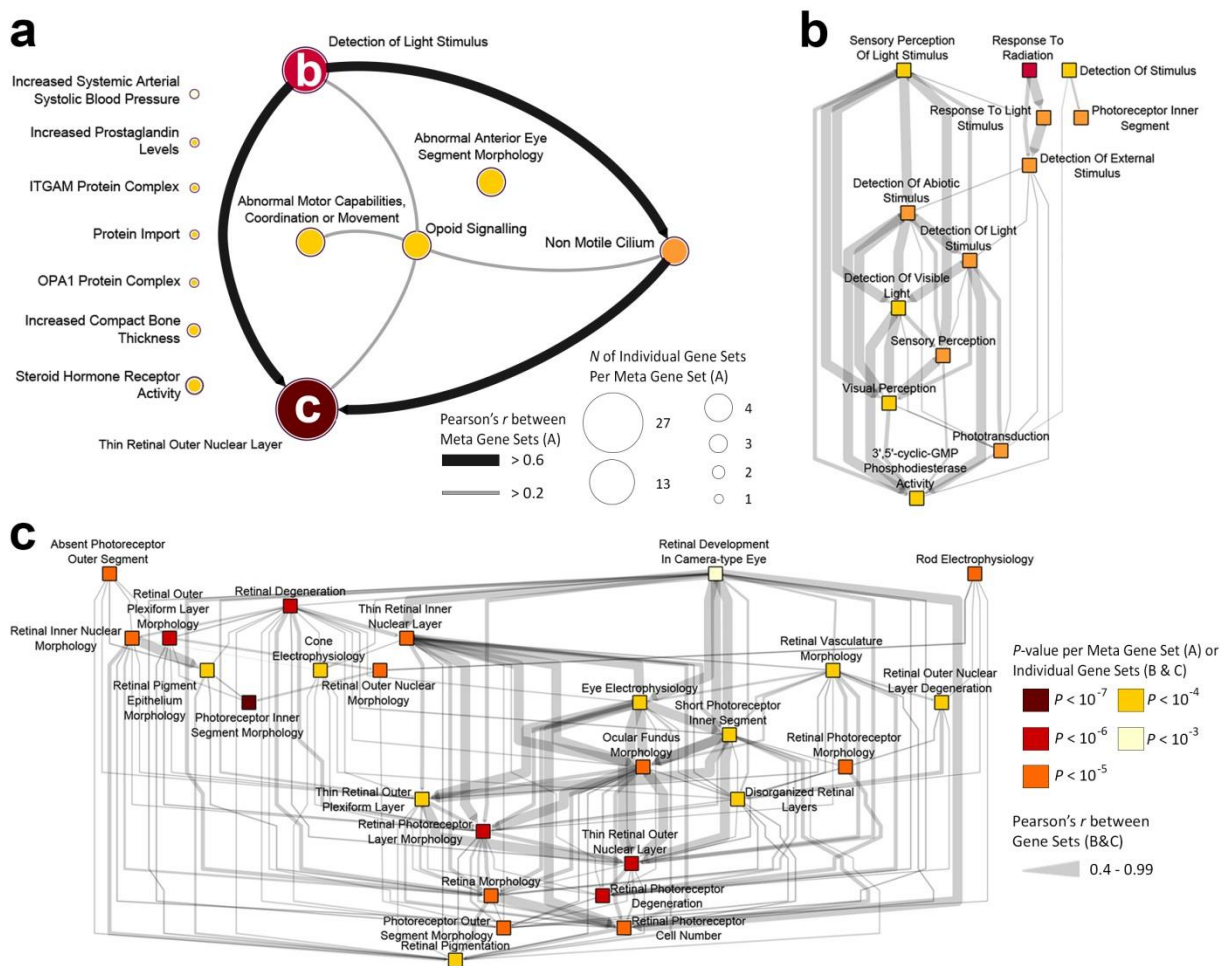 a
Detection of Light Stimulus
b
Increased Systemic Arterial
Systolic Blood Pressure
Increased Prostaglandin
Levels
ITGAM Protein Complex
Protein Import
OPA1 Protein Complex
Increased Compact Bone
Thickness
Steroid Hormone Receptor
Activity
Abnormal Anterior Eye
Segment Morphology
Abnormal Motor Capabilities,
Coordination or Movement
Opoid Signalling
Non Motile Cilium
c
Thin Retinal Outer Nuclear Layer
N of Individual Gene Sets
Per Meta Gene Set (A)
27
13
4
3
2
1
Pearson's r between
Meta Gene Sets (A)
> 0.6
> 0.2
b
Sensory Perception
Of Light Stimulus
Response To
Radiation
Detection Of Stimulus
Response To Light
Stimulus
Photoreceptor Inner
Segment
Detection Of External
Stimulus
Detection Of Abiotic
Stimulus
Detection Of Light
Stimulus
Detection Of Visible
Light
Sensory Perception
Visual Perception
Phototransduction
3',5'-cyclic-GMP
Phosphodiesterase
Activity
c
Absent Photoreceptor
Outer Segment
Retinal Development
In Camera-type Eye
Rod Electrophysiology
Retinal Outer
Plexiform Layer
Morphology
Retinal Degeneration
Thin Retinal Inner
Nuclear Layer
Retinal Inner Nuclear
Morphology
Cone
Electrophysiology
Retinal Vasculature
Morphology
Retinal Pigment
Epithelium
Morphology
Retinal Outer Nuclear
Morphology
Retinal Outer Nuclear
Layer Degeneration
Photoreceptor Inner
Segment Morphology
Eye Electrophysiology
Short Photoreceptor
Inner Segment
Ocular Fundus
Morphology
Retinal Photoreceptor
Morphology
Thin Retinal Outer
Plexiform Layer
Disorganized Retinal
Layers
Retinal Photoreceptor
Layer Morphology
Thin Retinal Outer
Nuclear Layer
Retina Morphology
Retinal Photoreceptor
Degeneration
Photoreceptor Outer
Segment Morphology
Retinal Photoreceptor
Cell Number
Retinal Pigmentation
P-value per Meta Gene Set (A) or
Individual Gene Sets (B & C)
P < 10⁻⁷
P < 10⁻⁴
P < 10⁻⁶
P < 10⁻³
P < 10⁻⁵
Pearson's r between
Gene Sets (B&C)
0.4 - 0.99